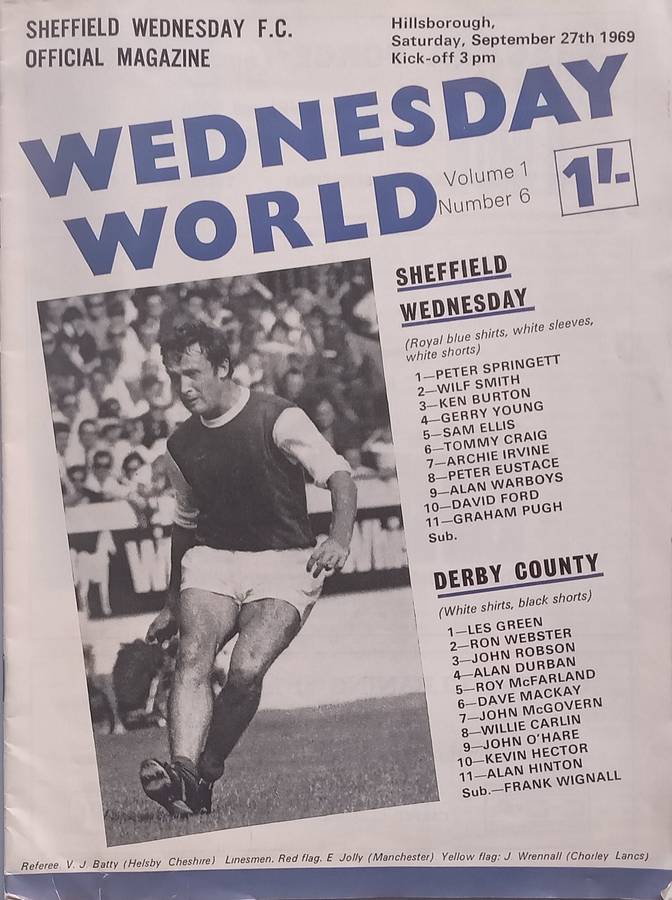 SHEFFIELD WEDNESDAY F.C.
OFFICIAL MAGAZINE
Hillsborough,
Saturday, September 27th 1969
Kick-off 3 pm
WEDNESDAY
WORLD
Volume 1
Number 6
1'/-
SHEFFIELD
WEDNESDAY
(Royal blue shirts, white sleeves,
white shorts)
1—PETER SPRINGETT
2—WILF SMITH
3—KEN BURTON
4—GERRY YOUNG
5—SAM ELLIS
6—TOMMY CRAIG
7—ARCHIE IRVINE
8—PETER EUSTACE
9—ALAN WARBOYS
10—DAVID FORD
11—GRAHAM PUGH
Sub.
DERBY COUNTY
(White shirts, black shorts)
1—LES GREEN
2—RON WEBSTER
3—JOHN ROBSON
4—ALAN DURBAN
5—ROY McFARLAND
6—DAVE MACKAY
7—JOHN McGOVERN
8—WILLIE CARLIN
9—JOHN O'HARE
10—KEVIN HECTOR
11—ALAN HINTON
Sub.—FRANK WIGNALL
Referee. V. J. Batty (Helsby Cheshire) Linesmen. Red flag. E Jolly (Manchester) Yellow flag: J. Wrennall (Chorley Lancs)